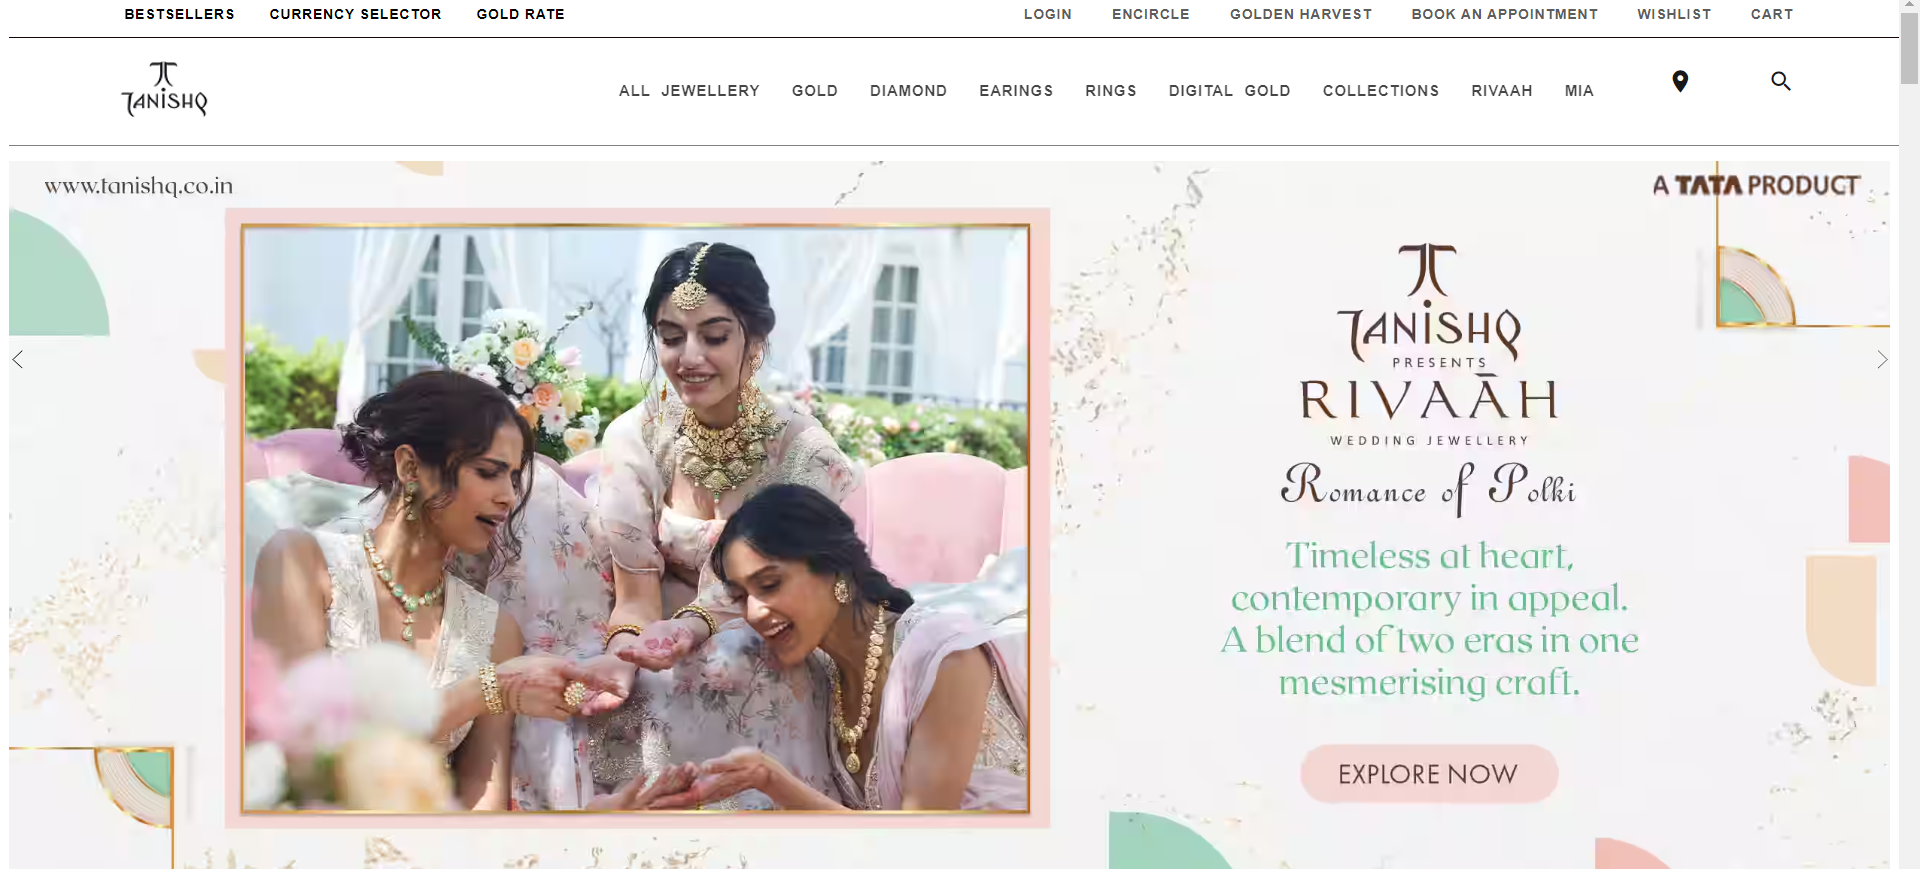 BESTSELLERS CURRENCY SELECTOR GOLD RATE LOGIN ENCIRCLE GOLDEN HARVEST BOOK AN APPOINTMENT WISHLIST CART
TANISHQ
ALL JEWELLERY GOLD DIAMOND EARINGS RINGS DIGITAL GOLD COLLECTIONS RIVAAH MIA
www.tanishq.co.in
A TATA PRODUCT
TANISHQ
PRESENTS
RIVAĀH
WEDDING JEWELLERY
Romance of Polki
Timeless at heart,
contemporary in appeal.
A blend of two eras in one
mesmerising craft.
EXPLORE NOW